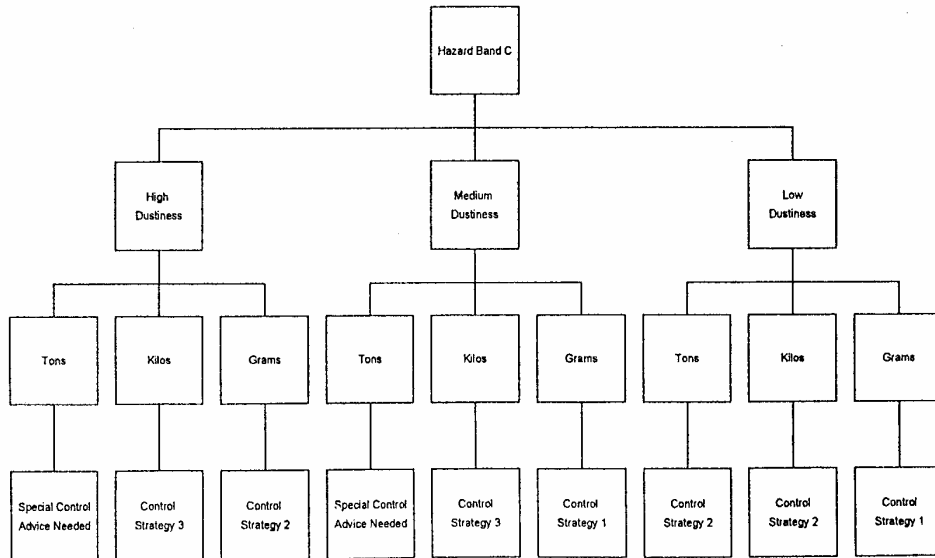 Hazard Band C
High
Dustiness
Medium
Dustiness
Low
Dustiness
Tons
Kilos
Grams
Tons
Kilos
Grams
Tons
Kilos
Grams
Special Control
Advice Needed
Control
Strategy 3
Control
Strategy 2
Special Control
Advice Needed
Control
Strategy 3
Control
Strategy 1
Control
Strategy 2
Control
Strategy 2
Control
Strategy 1